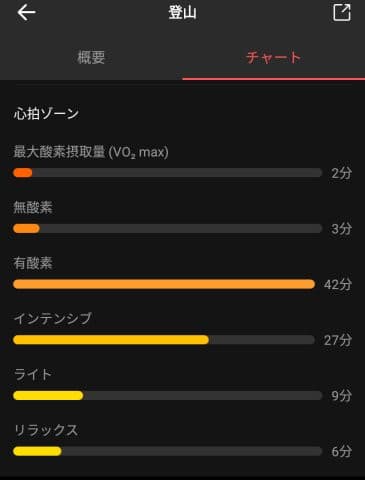 登山
概要
チャート
心拍ゾーン
最大酸素摂取量 (VO₂ max)
2分
無酸素
3分
有酸素
42分
インテンシブ
27分
ライト
9分
リラックス
6分